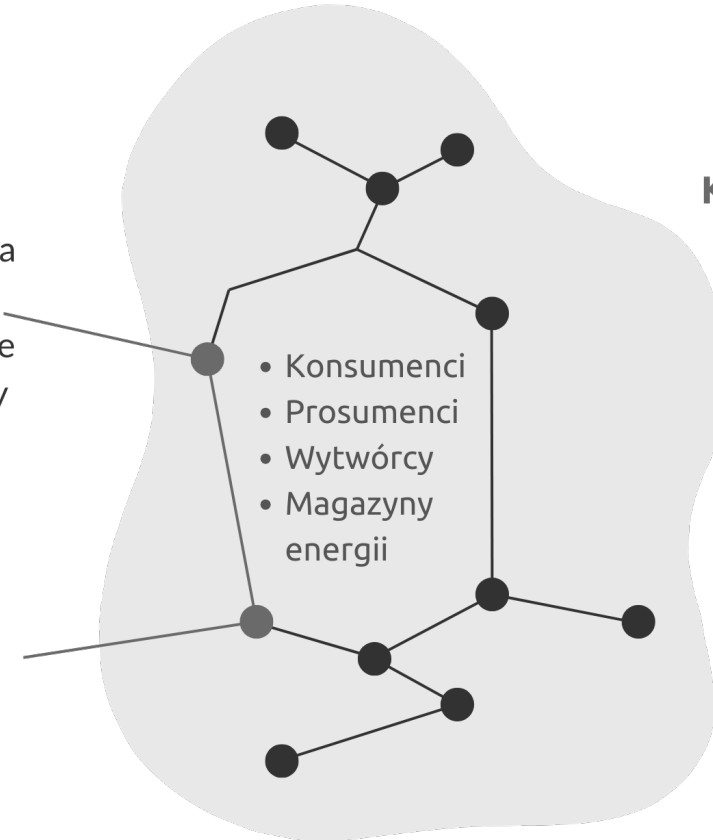 • Konsumenci
• Prosumenci
• Wytwórcy
• Magazyny
energii